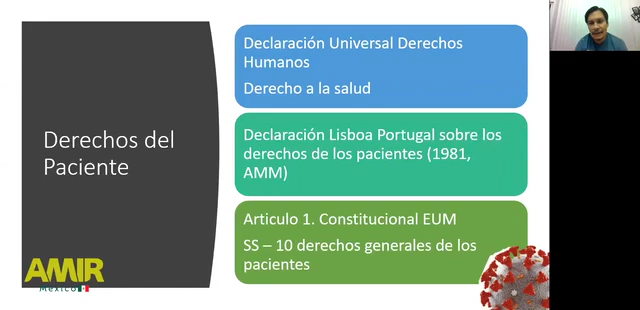 Derechos del
Paciente
Declaración Universal Derechos
Humanos
Derecho a la salud
Declaración Lisboa Portugal sobre los
derechos de los pacientes (1981,
AMM)
Articulo 1. Constitucional EUM
SS – 10 derechos generales de los
pacientes
AMIR
México